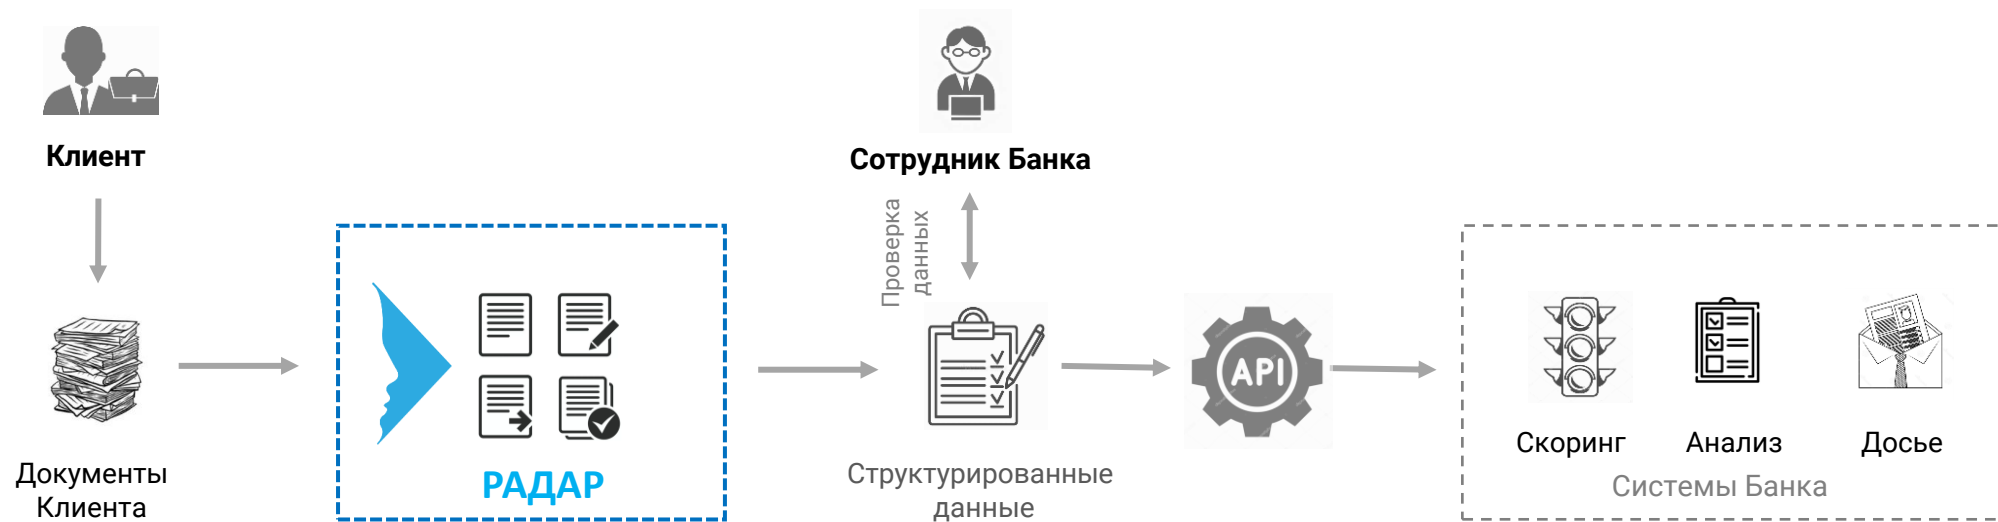 Клиент
Сотрудник Банка
Проверка
данных
API
РАДАР
Документы
Клиента
Структурированные
данные
Скоринг
Анализ
Досье
Системы Банка